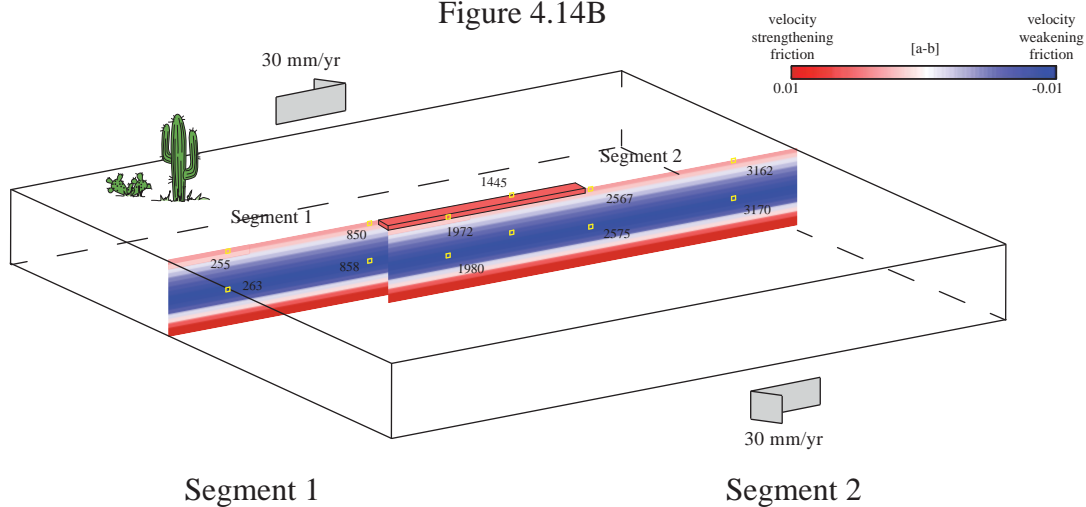 Figure 4.14B
velocity
strengthening
friction
[a-b]
velocity
weakening
friction
0.01
-0.01
30 mm/yr
Segment 2
3162
1445
2567
3170
Segment 1
850
1972
2575
255
858
1980
263
30 mm/yr
Segment 1
Segment 2